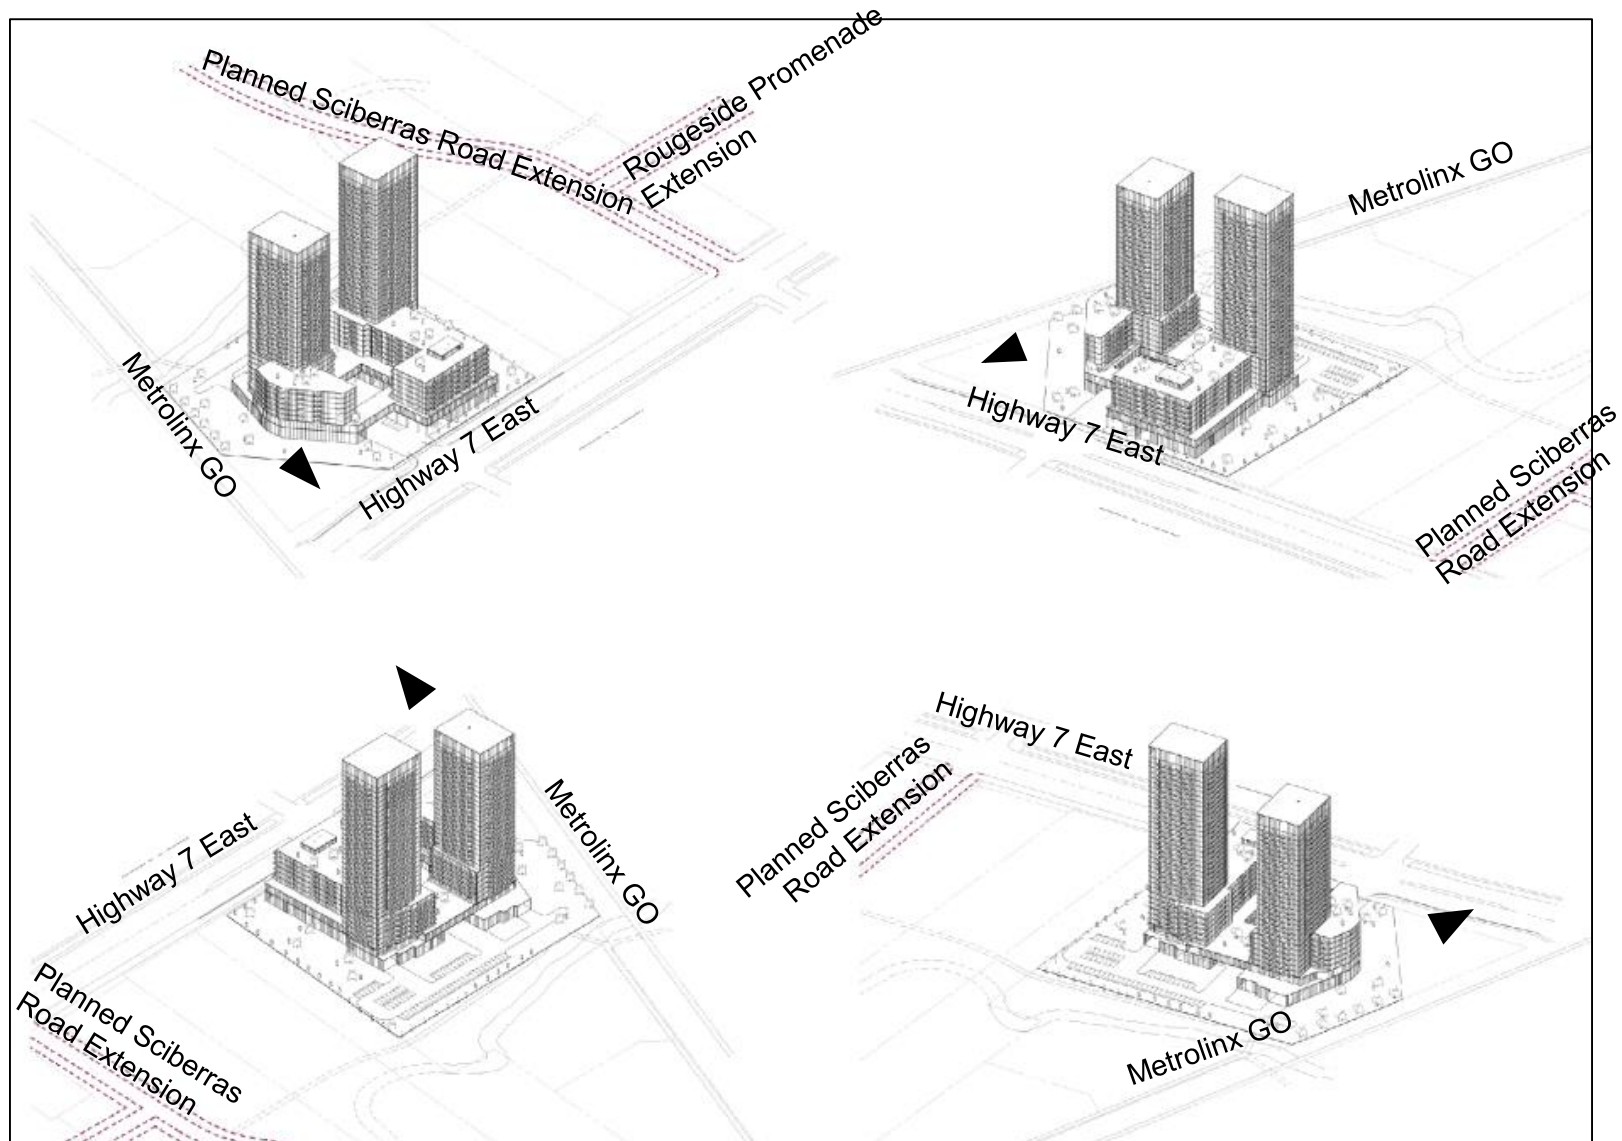 Planned Sciberras Road Extension
Rougeside Promenade
Extension
Metrolinx GO
Highway 7 East
Metrolinx GO
Highway 7 East
Planned Sciberras
Road Extension
Highway 7 East
Metrolinx GO
Planned Sciberras
Road Extension
Highway 7 East
Planned Sciberras
Road Extension
Metrolinx GO